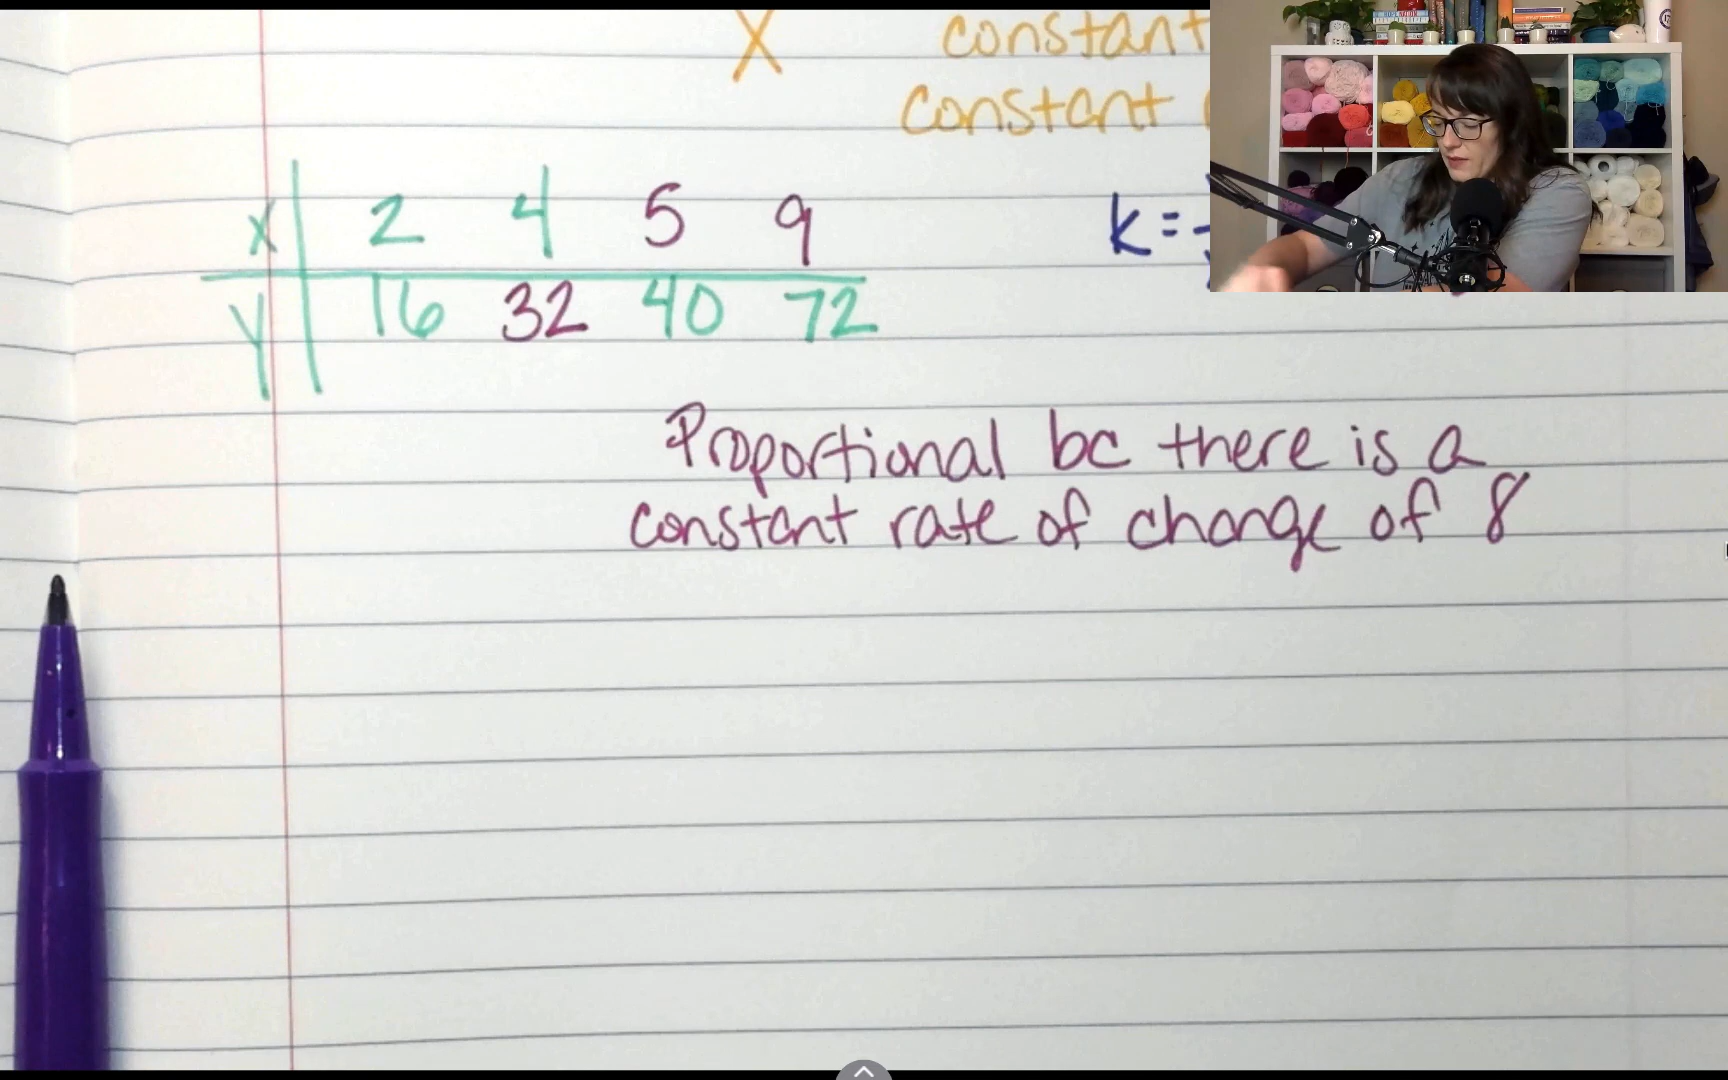 X constant
constant
X 2 4 5 9 k=
Y 16 32 40 72
Proportional bc there is a
constant rate of change of 8